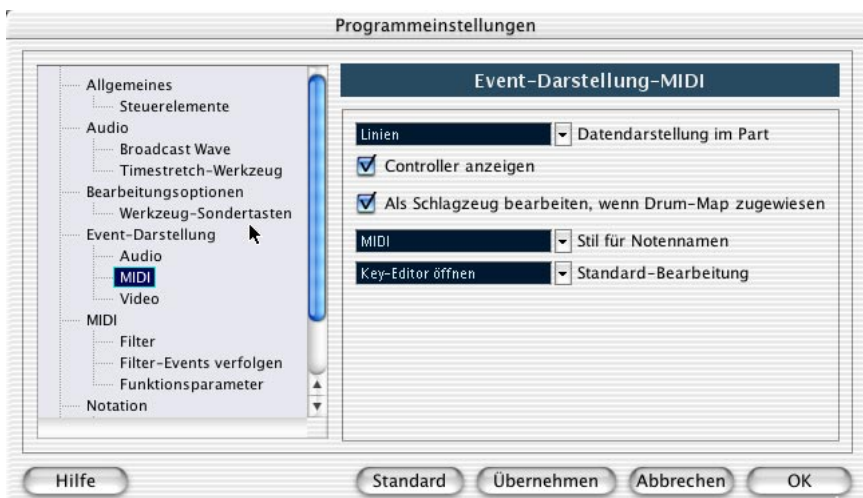 Programmeinstellungen
Allgemeines
Steuerelemente
Audio
Broadcast Wave
Timestretch-Werkzeug
Bearbeitungsoptionen
Werkzeug-Sondertasten
Event-Darstellung
Audio
MIDI
Video
MIDI
Filter
Filter-Events verfolgen
Funktionsparameter
Notation
Event-Darstellung-MIDI
Linien Datendarstellung im Part
Controller anzeigen
Als Schlagzeug bearbeiten, wenn Drum-Map zugewiesen
MIDI Stil für Notennamen
Key-Editor öffnen Standard-Bearbeitung
Hilfe Standard Übernehmen Abbrechen OK